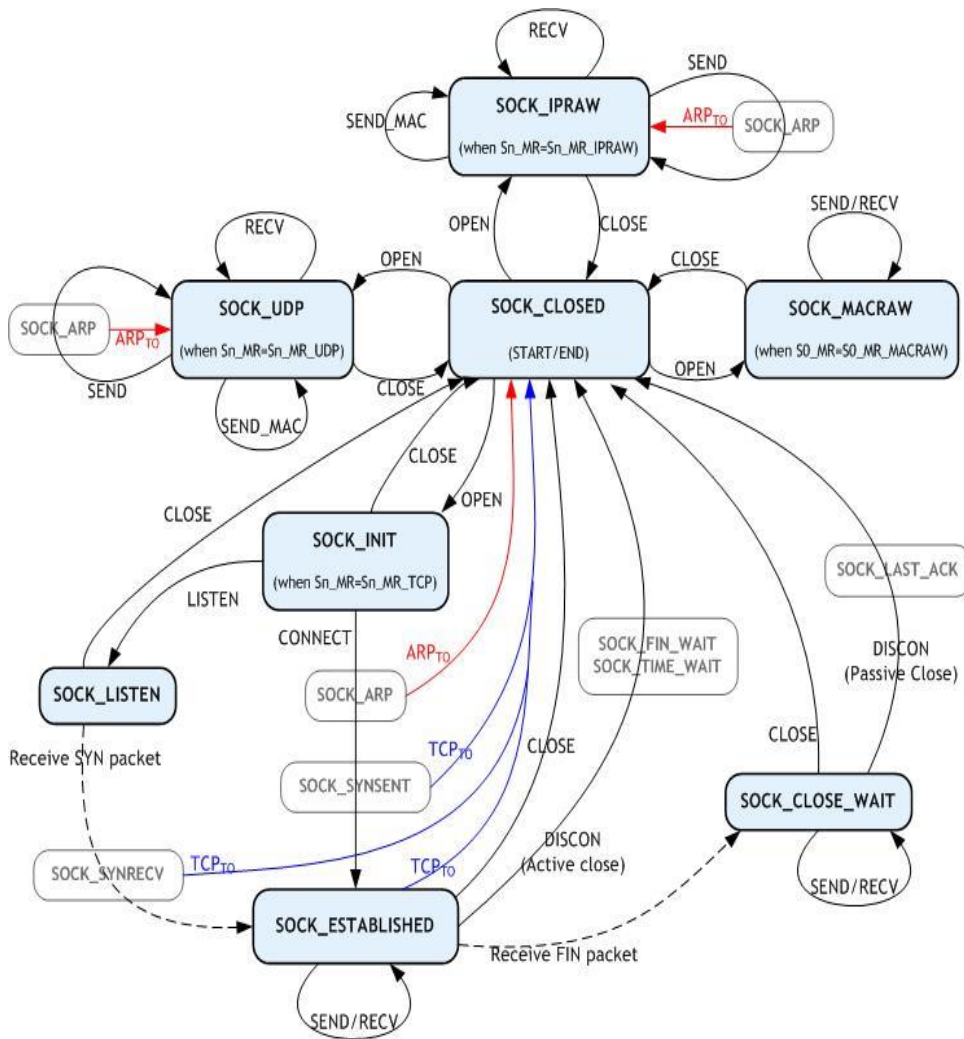 RECV
SEND
SOCK_IPRAW
SEND_MAC
ARPTO
SOCK_ARP
(when Sn_MR=Sn_MR_IPRAW)
SEND/RECV
OPEN
CLOSE
RECV
OPEN
CLOSE
SOCK_UDP
SOCK_CLOSED
SOCK_MACRAW
SOCK_ARP
ARPTO
(when Sn_MR=Sn_MR_UDP)
(START/END)
(when S0_MR=S0_MR_MACRAW)
SEND
CLOSE
OPEN
SEND_MAC
CLOSE
OPEN
CLOSE
SOCK_INIT
(when Sn_MR=Sn_MR_TCP)
SOCK_LAST_ACK
LISTEN
CONNECT
SOCK_FIN_WAIT
SOCK_TIME_WAIT
DISCON
(Passive Close)
ARPTO
SOCK_ARP
SOCK_LISTEN
Receive SYN packet
TCPTO
CLOSE
CLOSE
SOCK_SYNSENT
SOCK_CLOSE_WAIT
DISCON
(Active close)
SOCK_SYNRECV
TCPTO
TCPTO
SEND/RECV
SOCK_ESTABLISHED
Receive FIN packet
SEND/RECV